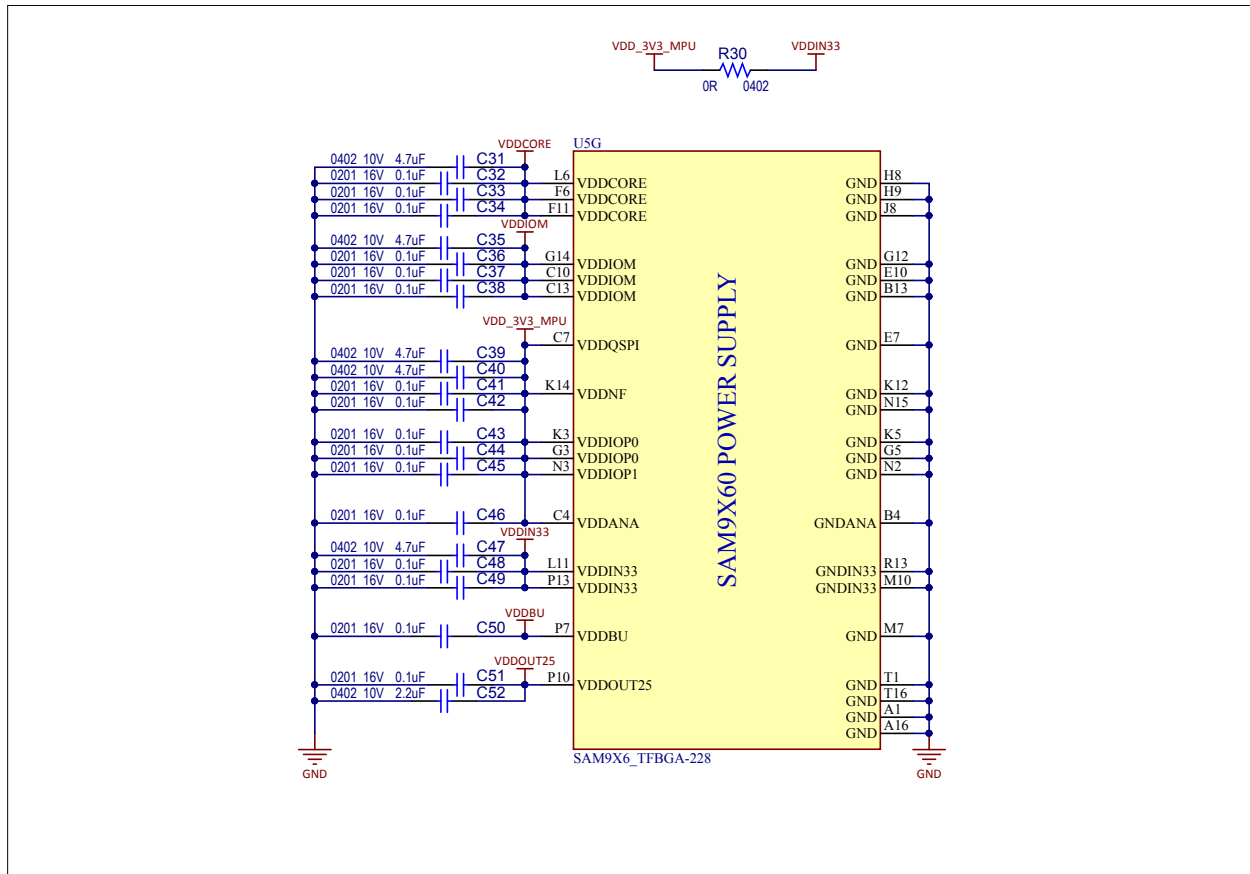 VDD_3V3_MPU VDDIN33
R30
0R 0402
U5G
VDDCORE
0402 10V 4.7uF C31
0201 16V 0.1uF C32 L6 VDDCORE GND H8
0201 16V 0.1uF C33 F6 VDDCORE GND H9
0201 16V 0.1uF C34 F11 VDDCORE GND J8
VDDIOM
0402 10V 4.7uF C35
0201 16V 0.1uF C36 G14 VDDIOM GND G12
0201 16V 0.1uF C37 C10 VDDIOM GND E10
0201 16V 0.1uF C38 C13 VDDIOM GND B13
VDD_3V3_MPU
C7 VDDQSPI GND E7
0402 10V 4.7uF C39
0402 10V 4.7uF C40
0201 16V 0.1uF C41 K14 VDDNF GND K12
0201 16V 0.1uF C42 GND N15
0201 16V 0.1uF C43 K3 VDDIOP0 GND K5
0201 16V 0.1uF C44 G3 VDDIOP0 GND G5
0201 16V 0.1uF C45 N3 VDDIOP1 GND N2
0201 16V 0.1uF C46 C4 VDDANA GNDANA B4
VDDIN33
0402 10V 4.7uF C47
0201 16V 0.1uF C48 L11 VDDIN33 GNDIN33 R13
0201 16V 0.1uF C49 P13 VDDIN33 GNDIN33 M10
VDDBU
0201 16V 0.1uF C50 P7 VDDBU GND M7
VDDOUT25
0201 16V 0.1uF C51 P10 VDDOUT25 GND T1
0402 10V 2.2uF C52 GND T16
GND A1
GND A16
SAM9X60 POWER SUPPLY
SAM9X6_TFBGA-228
GND GND